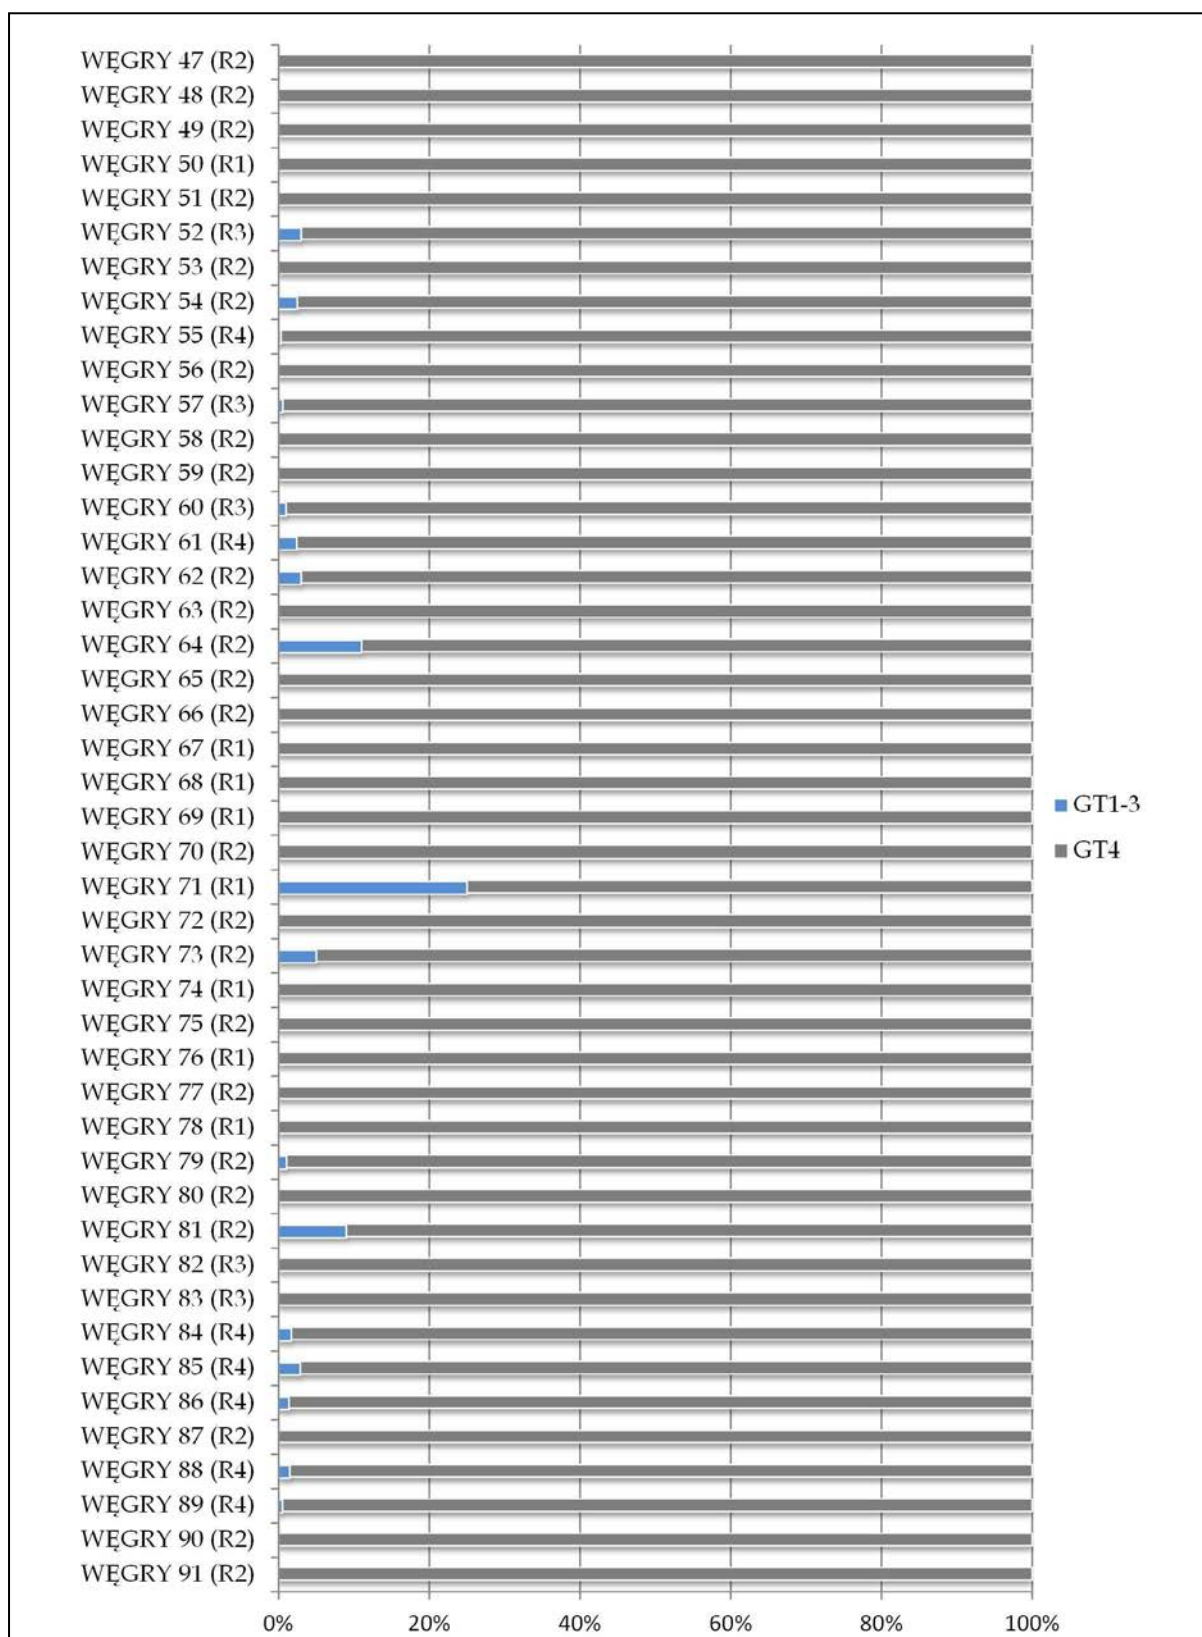 WĘGRY 47 (R2)
WĘGRY 48 (R2)
WĘGRY 49 (R2)
WĘGRY 50 (R1)
WĘGRY 51 (R2)
WĘGRY 52 (R3)
WĘGRY 53 (R2)
WĘGRY 54 (R2)
WĘGRY 55 (R4)
WĘGRY 56 (R2)
WĘGRY 57 (R3)
WĘGRY 58 (R2)
WĘGRY 59 (R2)
WĘGRY 60 (R3)
WĘGRY 61 (R4)
WĘGRY 62 (R2)
WĘGRY 63 (R2)
WĘGRY 64 (R2)
WĘGRY 65 (R2)
WĘGRY 66 (R2)
WĘGRY 67 (R1)
WĘGRY 68 (R1)
WĘGRY 69 (R1)
WĘGRY 70 (R2)
WĘGRY 71 (R1)
WĘGRY 72 (R2)
WĘGRY 73 (R2)
WĘGRY 74 (R1)
WĘGRY 75 (R2)
WĘGRY 76 (R1)
WĘGRY 77 (R2)
WĘGRY 78 (R1)
WĘGRY 79 (R2)
WĘGRY 80 (R2)
WĘGRY 81 (R2)
WĘGRY 82 (R3)
WĘGRY 83 (R3)
WĘGRY 84 (R4)
WĘGRY 85 (R4)
WĘGRY 86 (R4)
WĘGRY 87 (R2)
WĘGRY 88 (R4)
WĘGRY 89 (R4)
WĘGRY 90 (R2)
WĘGRY 91 (R2)
0% 20% 40% 60% 80% 100%
GT1-3
GT4